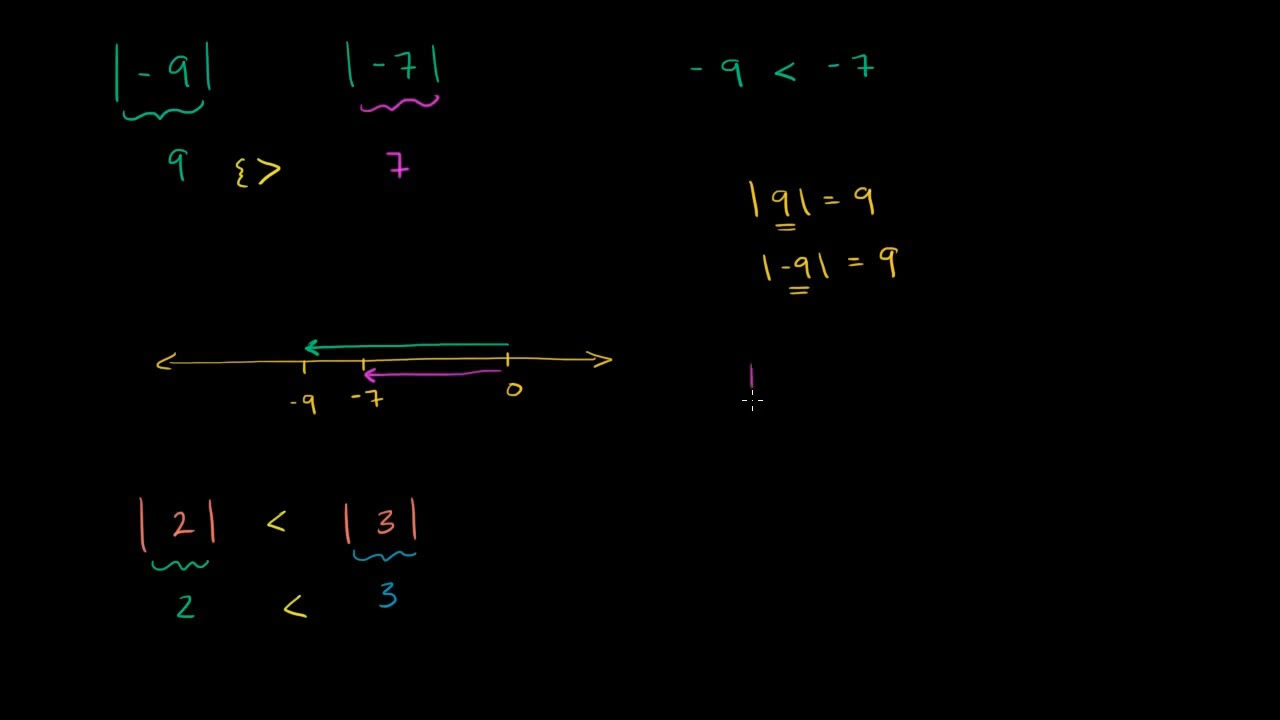 |-9| |-7|
9 {> 7
-9 < -7
|9| = 9
|-9| = 9
-9 -7 0
|2| < |3|
2 < 3
|